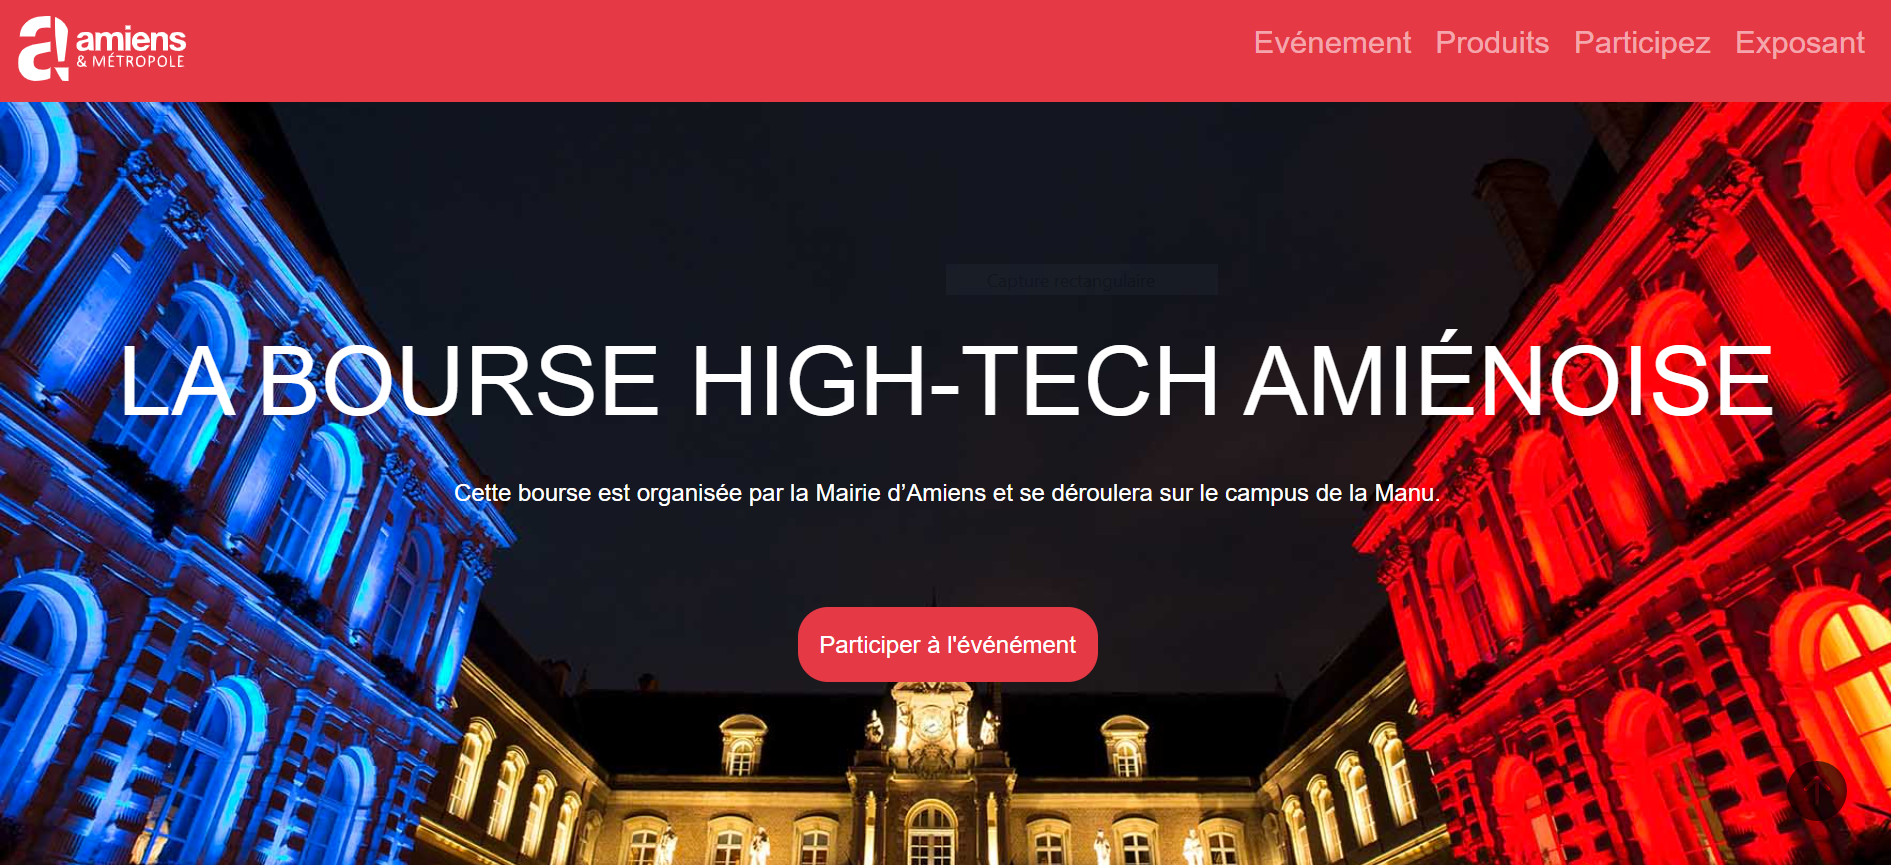 a! amiens
& MÉTROPOLE
Evénement Produits Participez Exposant
Capture rectangulaire
LA BOURSE HIGH-TECH AMIÉNOISE
Cette bourse est organisée par la Mairie d’Amiens et se déroulera sur le campus de la Manu.
Participer à l'événément